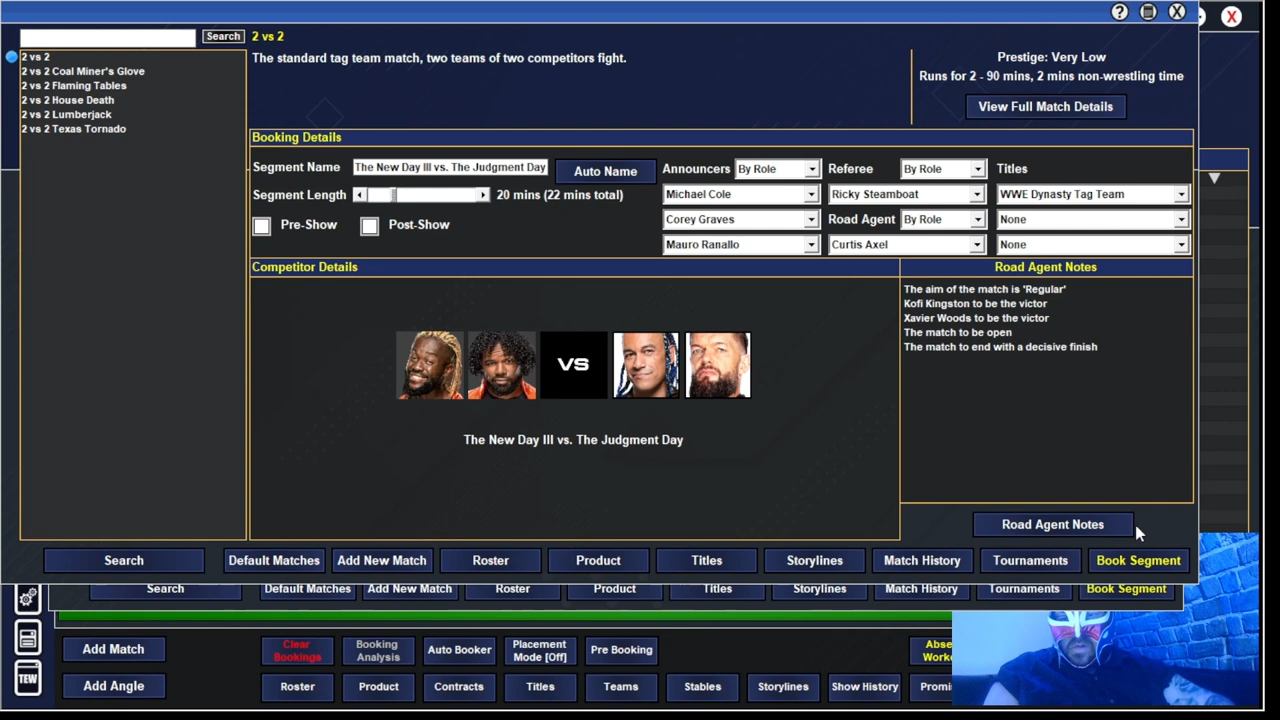 ? X X
Search 2 vs 2
2 vs 2
2 vs 2 Coal Miner's Glove
2 vs 2 Flaming Tables
2 vs 2 House Death
2 vs 2 Lumberjack
2 vs 2 Texas Tornado
The standard tag team match, two teams of two competitors fight.
Prestige: Very Low
Runs for 2 - 90 mins, 2 mins non-wrestling time
View Full Match Details
Booking Details
Segment Name The New Day III vs. The Judgment Day Auto Name
Segment Length 20 mins (22 mins total)
Pre-Show Post-Show
Announcers By Role Referee By Role Titles
Michael Cole Ricky Steamboat WWE Dynasty Tag Team
Corey Graves Road Agent By Role None
Mauro Ranallo Curtis Axel None
Competitor Details
VS
The New Day III vs. The Judgment Day
Road Agent Notes
The aim of the match is 'Regular'
Kofi Kingston to be the victor
Xavier Woods to be the victor
The match to be open
The match to end with a decisive finish
Road Agent Notes
Search Default Matches Add New Match Roster Product Titles Storylines Match History Tournaments Book Segment
Search Default Matches Add New Match Roster Product Titles Storylines Match History Tournaments Book Segment
Add Match Clear Bookings Booking Analysis Auto Booker Placement Mode [Off] Pre Booking Abse Worke
TEW Add Angle Roster Product Contracts Titles Teams Stables Storylines Show History Promi